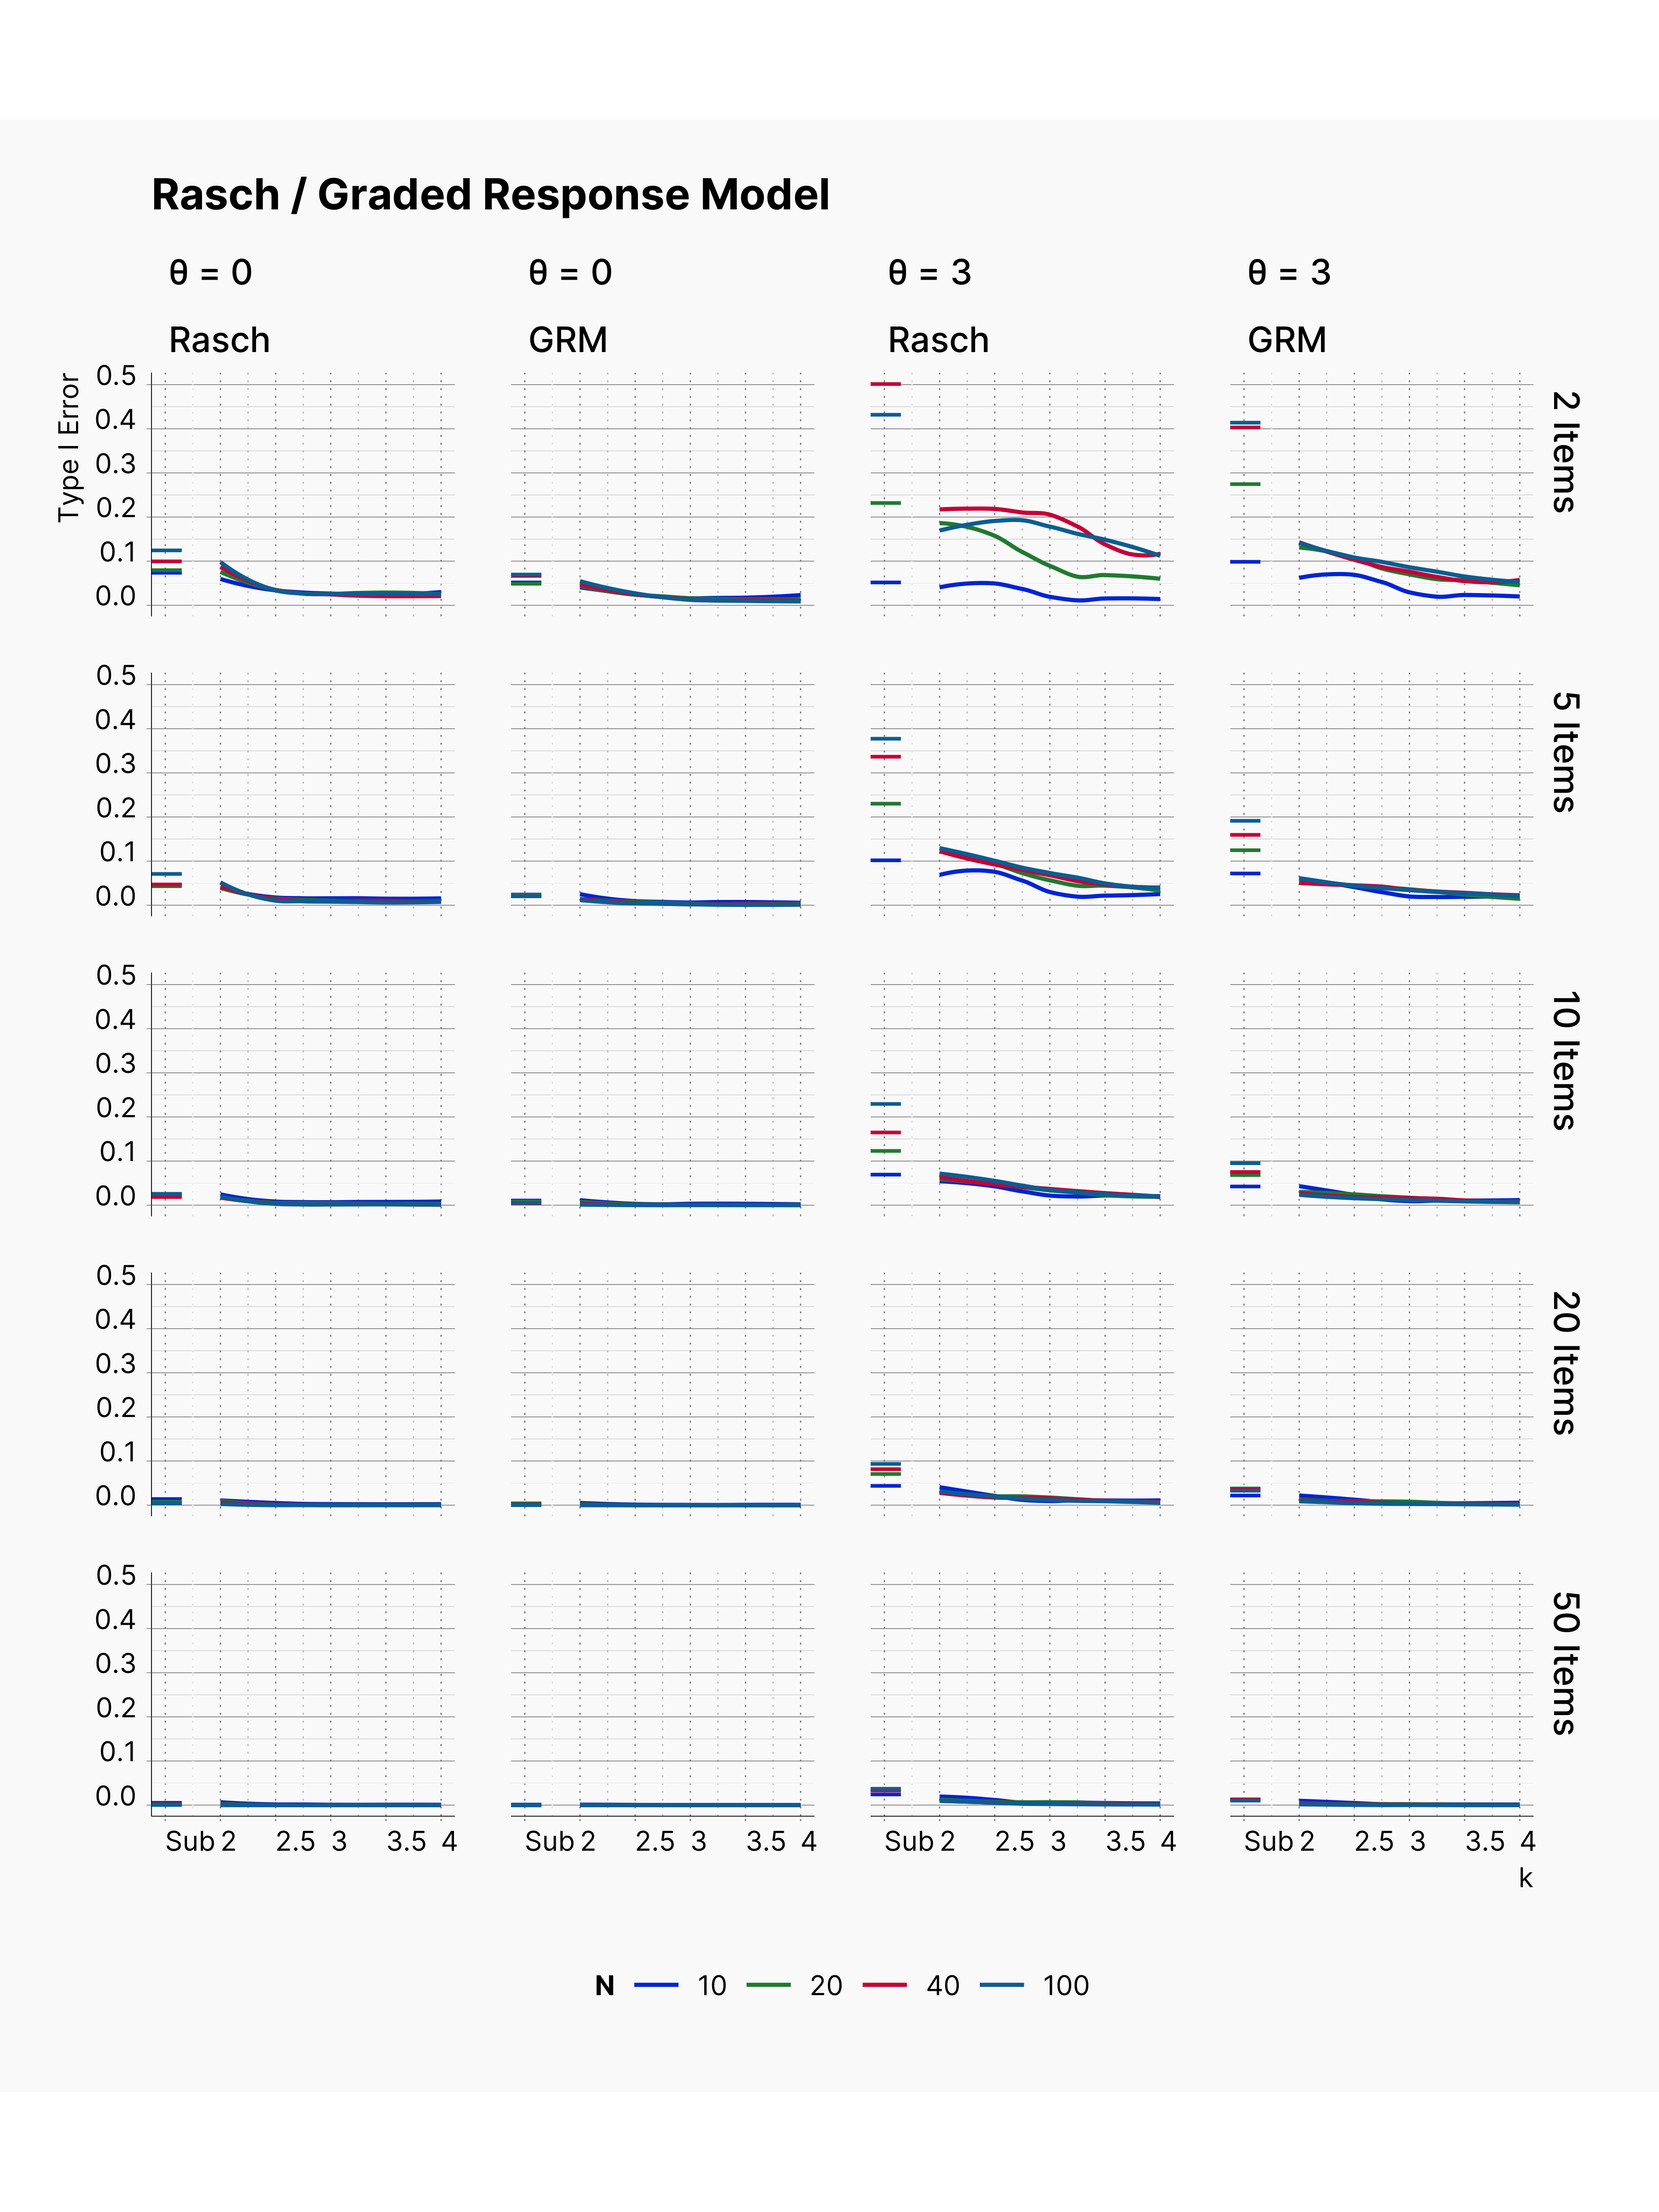 Rasch / Graded Response Model
θ = 0 θ = 0 θ = 3 θ = 3
Rasch GRM Rasch GRM
Type I Error
0.5
0.4
0.3
0.2
0.1
0.0
2 Items
0.5
0.4
0.3
0.2
0.1
0.0
5 Items
0.5
0.4
0.3
0.2
0.1
0.0
10 Items
0.5
0.4
0.3
0.2
0.1
0.0
20 Items
0.5
0.4
0.3
0.2
0.1
0.0
50 Items
Sub 2 2.5 3 3.5 4 Sub 2 2.5 3 3.5 4 Sub 2 2.5 3 3.5 4 Sub 2 2.5 3 3.5 4
k
N 10 20 40 100